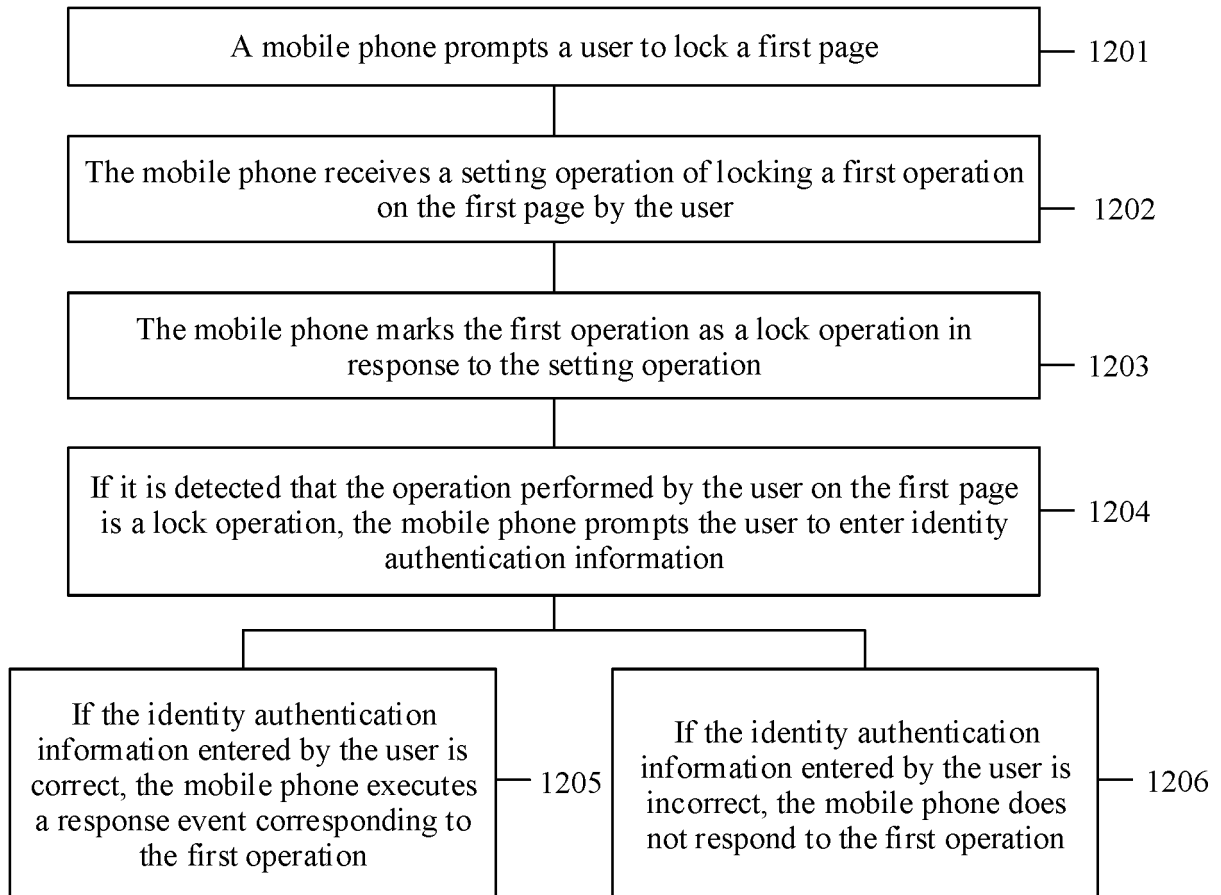 A mobile phone prompts a user to lock a first page
1201
The mobile phone receives a setting operation of locking a first operation
on the first page by the user
1202
The mobile phone marks the first operation as a lock operation in
response to the setting operation
1203
If it is detected that the operation performed by the user on the first page
is a lock operation, the mobile phone prompts the user to enter identity
authentication information
1204
If the identity authentication
information entered by the user is
correct, the mobile phone executes
a response event corresponding to
the first operation
1205
If the identity authentication
information entered by the user is
incorrect, the mobile phone does
not respond to the first operation
1206